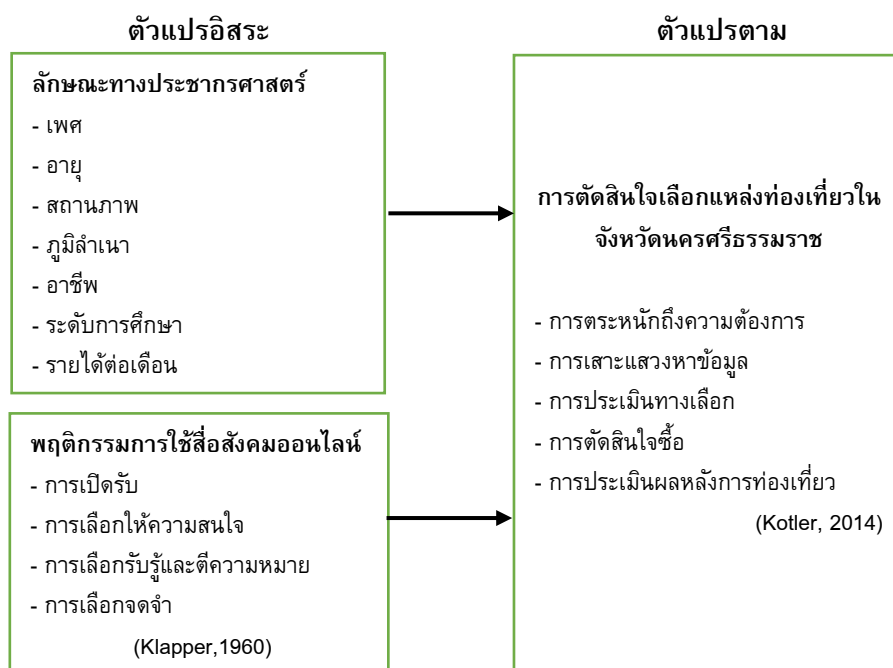 ตัวแปรอิสระ
ลักษณะทางประชากรศาสตร์
- เพศ
- อายุ
- สถานภาพ
- ภูมิลำเนา
- อาชีพ
- ระดับการศึกษา
- รายได้ต่อเดือน
พฤติกรรมการใช้สื่อสังคมออนไลน์
- การเปิดรับ
- การเลือกให้ความสนใจ
- การเลือกรับรู้และตีความหมาย
- การเลือกจดจำ
(Klapper,1960)
ตัวแปรตาม
การตัดสินใจเลือกแหล่งท่องเที่ยวใน
จังหวัดนครศรีธรรมราช
- การตระหนักถึงความต้องการ
- การเสาะแสวงหาข้อมูล
- การประเมินทางเลือก
- การตัดสินใจซื้อ
- การประเมินผลหลังการท่องเที่ยว
(Kotler, 2014)